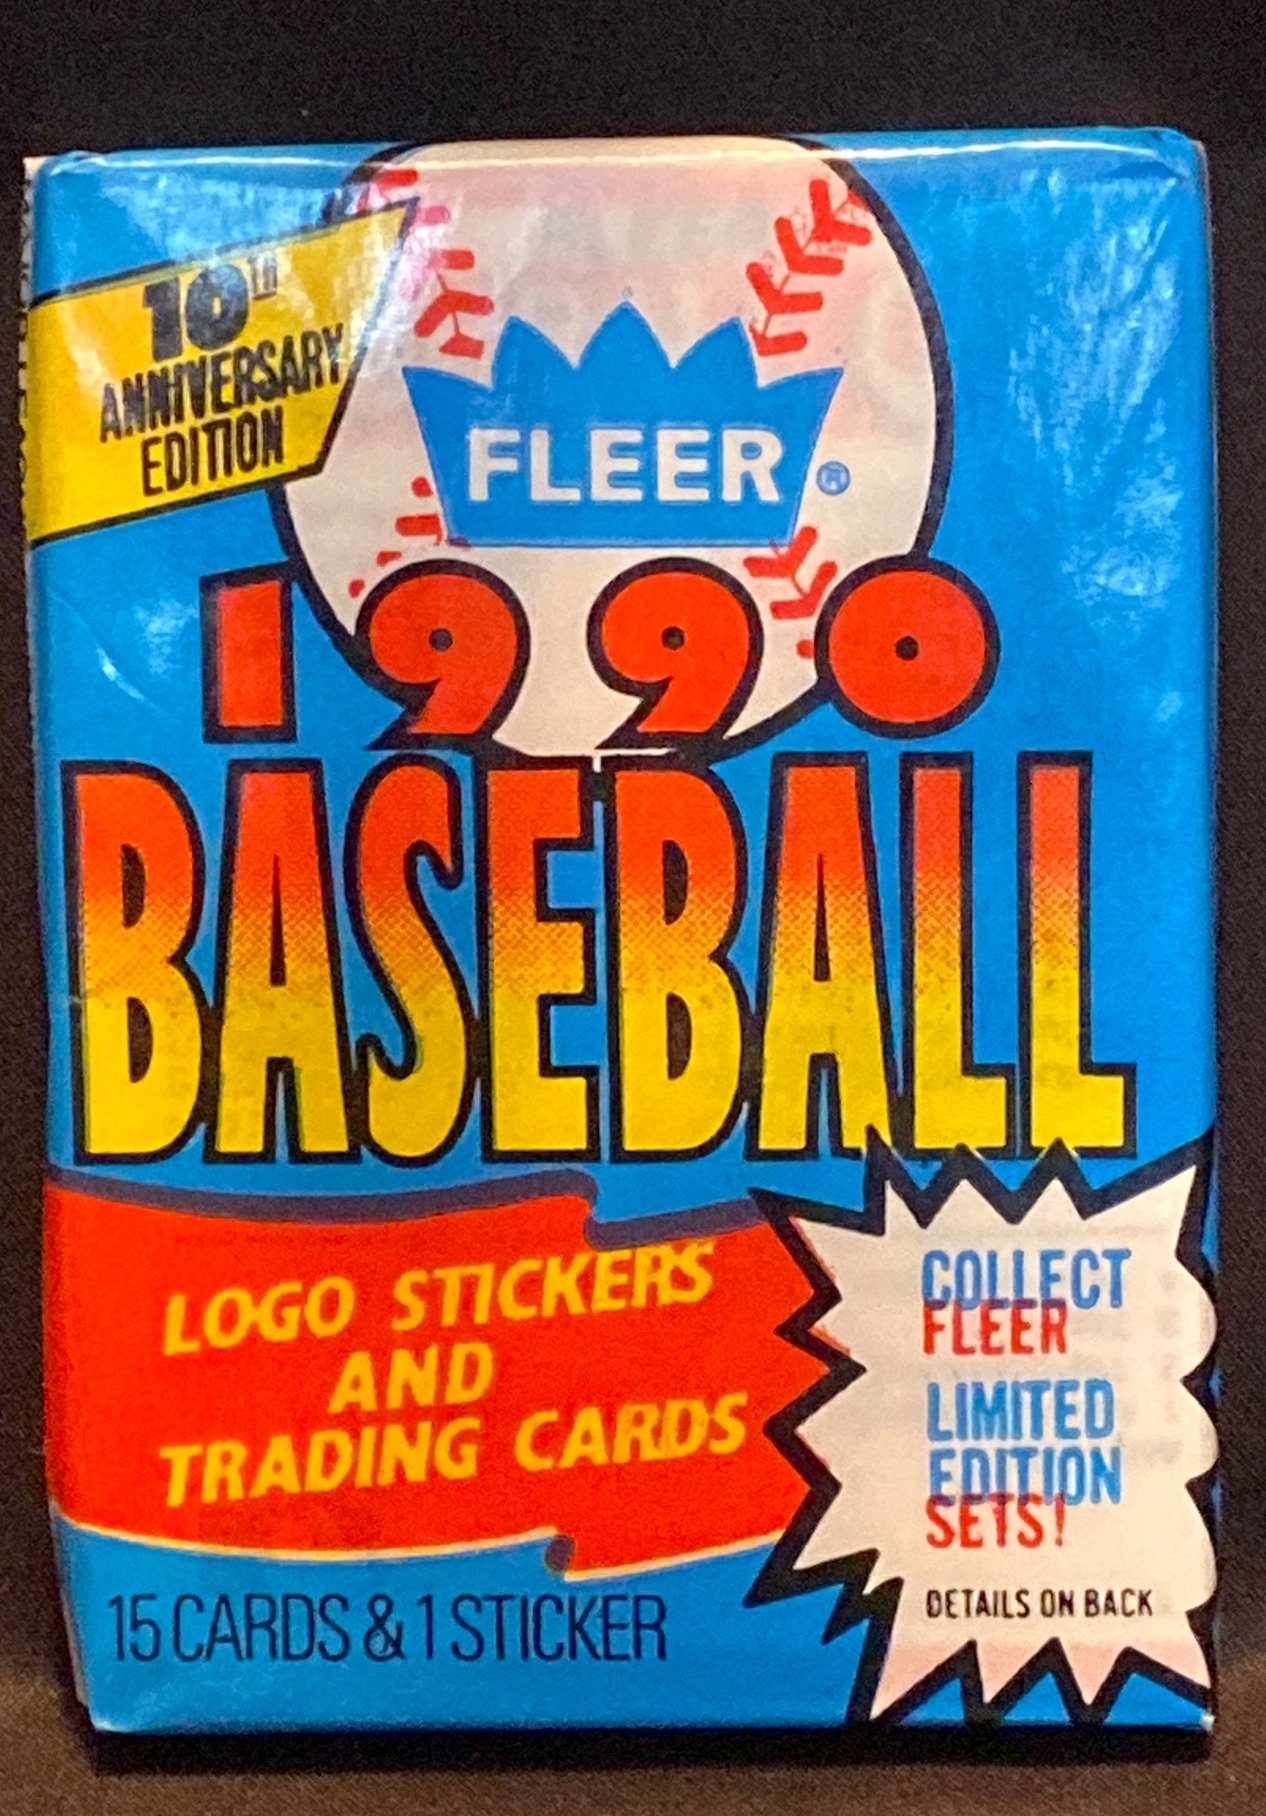 10TH
ANNIVERSARY
EDITION
FLEER®
1990
BASEBALL
LOGO STICKERS
AND
TRADING CARDS
COLLECT
FLEER
LIMITED
EDITION
SETS!
DETAILS ON BACK
15 CARDS & 1 STICKER